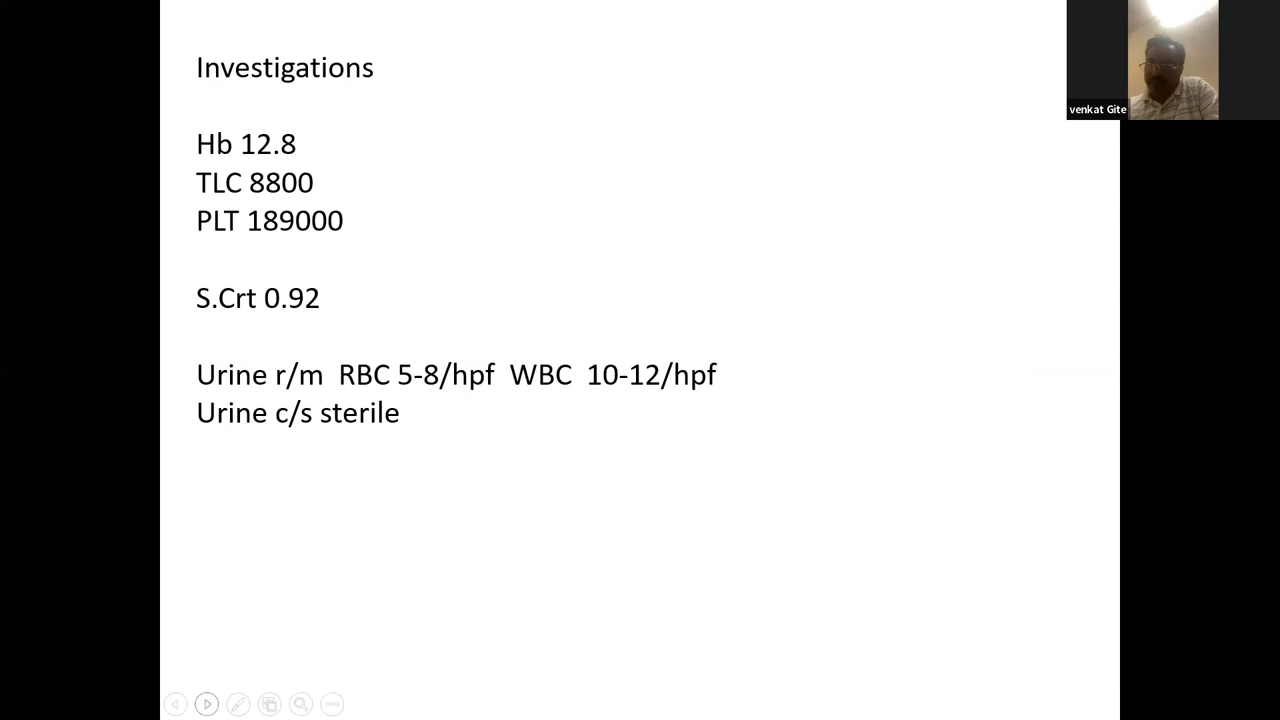 Investigations
Hb 12.8
TLC 8800
PLT 189000
S.Crt 0.92
Urine r/m  RBC 5-8/hpf  WBC  10-12/hpf
Urine c/s sterile
venkat Gite